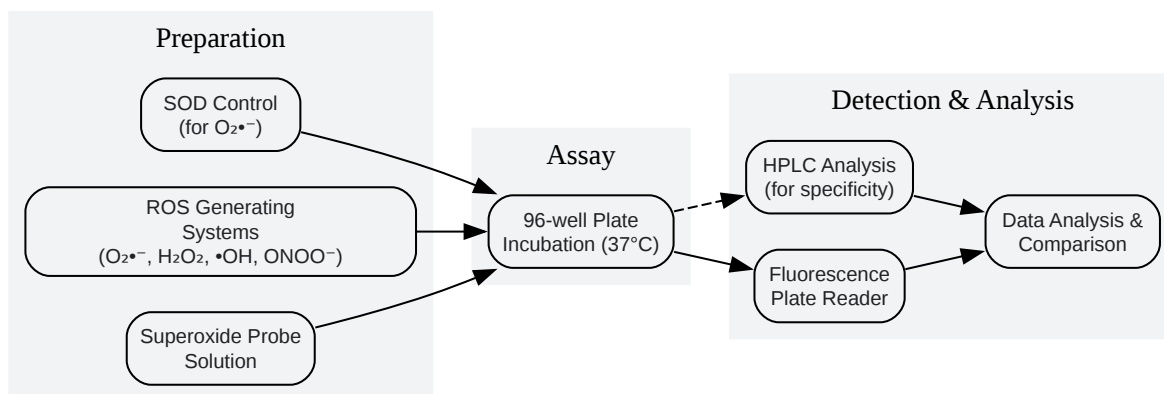 Preparation
SOD Control
(for O₂•⁻)
ROS Generating
Systems
(O₂•⁻, H₂O₂, •OH, ONOO⁻)
Superoxide Probe
Solution
Assay
96-well Plate
Incubation (37°C)
Detection & Analysis
HPLC Analysis
(for specificity)
Fluorescence
Plate Reader
Data Analysis &
Comparison